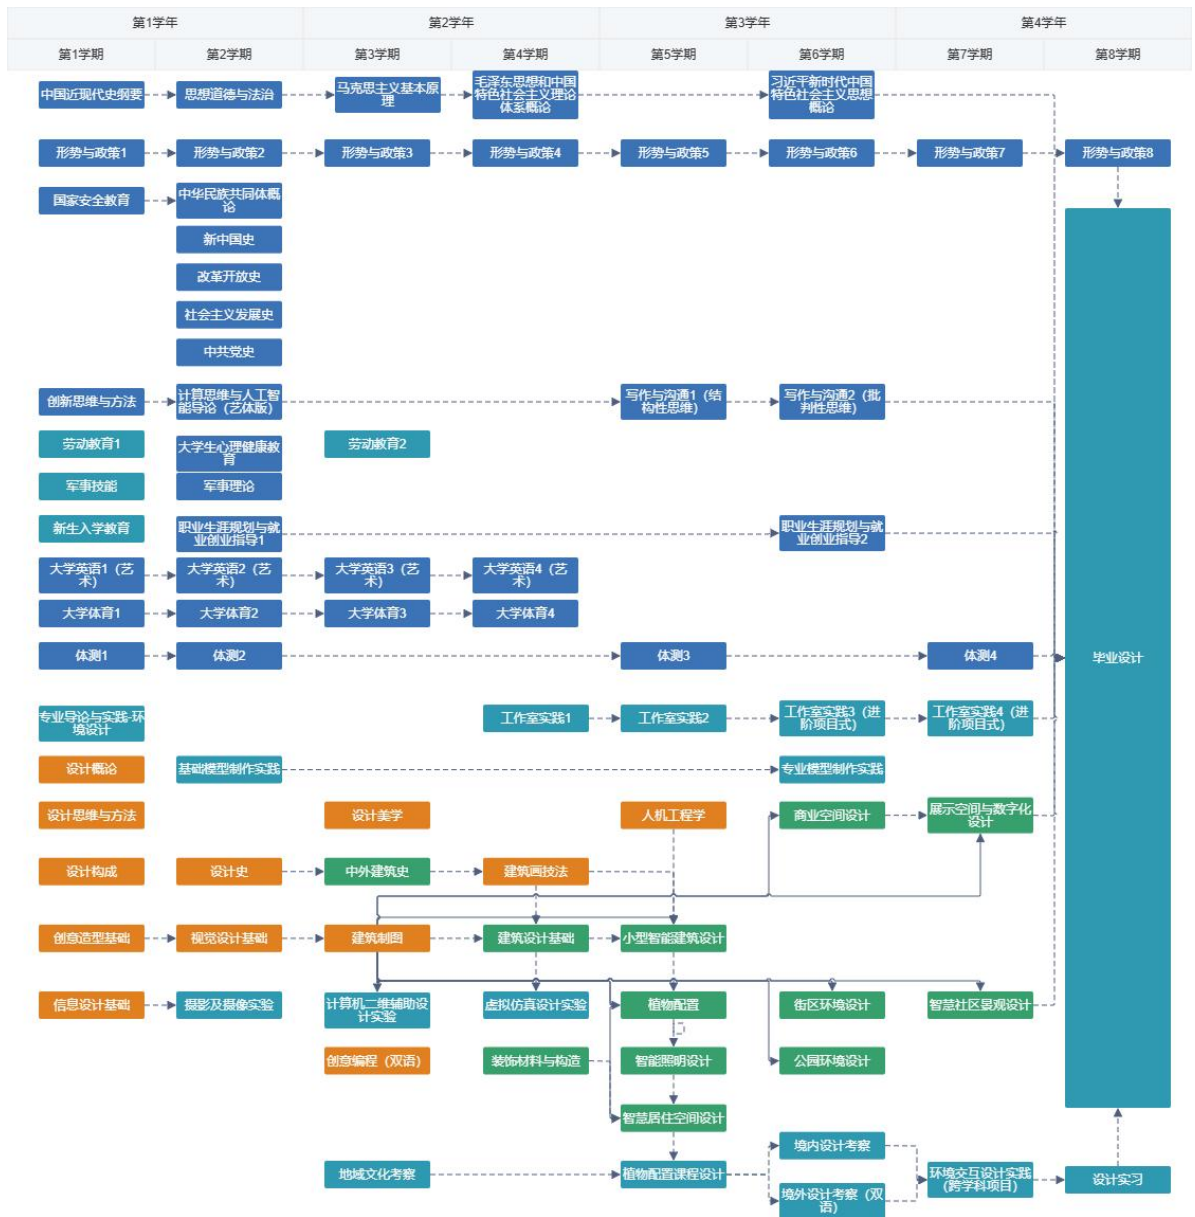 第1学年
第2学年
第3学年
第4学年
第1学期
第2学期
第3学期
第4学期
第5学期
第6学期
第7学期
第8学期
中国近现代史纲要
思想道德与法治
马克思主义基本原
理
毛泽东思想和中国
特色社会主义理论
体系概论
习近平新时代中国
特色社会主义思想
概论
形势与政策1
形势与政策2
形势与政策3
形势与政策4
形势与政策5
形势与政策6
形势与政策7
形势与政策8
国家安全教育
中华民族共同体概
论
新中国史
改革开放史
社会主义发展史
中共党史
创新思维与方法
计算思维与人工智
能导论（艺体版）
写作与沟通1（结
构性思维）
写作与沟通2（批
判性思维）
劳动教育1
大学生心理健康教
育
劳动教育2
军事技能
军事理论
新生入学教育
职业生涯规划与就
业创业指导1
职业生涯规划与就
业创业指导2
大学英语1（艺
术）
大学英语2（艺
术）
大学英语3（艺
术）
大学英语4（艺
术）
大学体育1
大学体育2
大学体育3
大学体育4
体测1
体测2
体测3
体测4
毕业设计
专业导论与实践-环
境设计
工作室实践1
工作室实践2
工作室实践3（进
阶项目式）
工作室实践4（进
阶项目式）
设计概论
基础模型制作实践
专业模型制作实践
设计思维与方法
设计美学
人机工程学
商业空间设计
展示空间与数字化
设计
设计构成
设计史
中外建筑史
建筑画技法
创意造型基础
视觉设计基础
建筑制图
建筑设计基础
小型智能建筑设计
信息设计基础
摄影及摄像实验
计算机二维辅助设
计实验
虚拟仿真设计实验
植物配置
街区环境设计
智慧社区景观设计
创意编程（双语）
装饰材料与构造
智能照明设计
公园环境设计
智慧居住空间设计
地域文化考察
植物配置课程设计
境内设计考察
境外设计考察（双
语）
环境交互设计实践
（跨学科项目）
设计实习